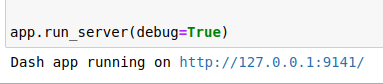 app.run_server(debug=True)
Dash app running on http://127.0.0.1:9141/